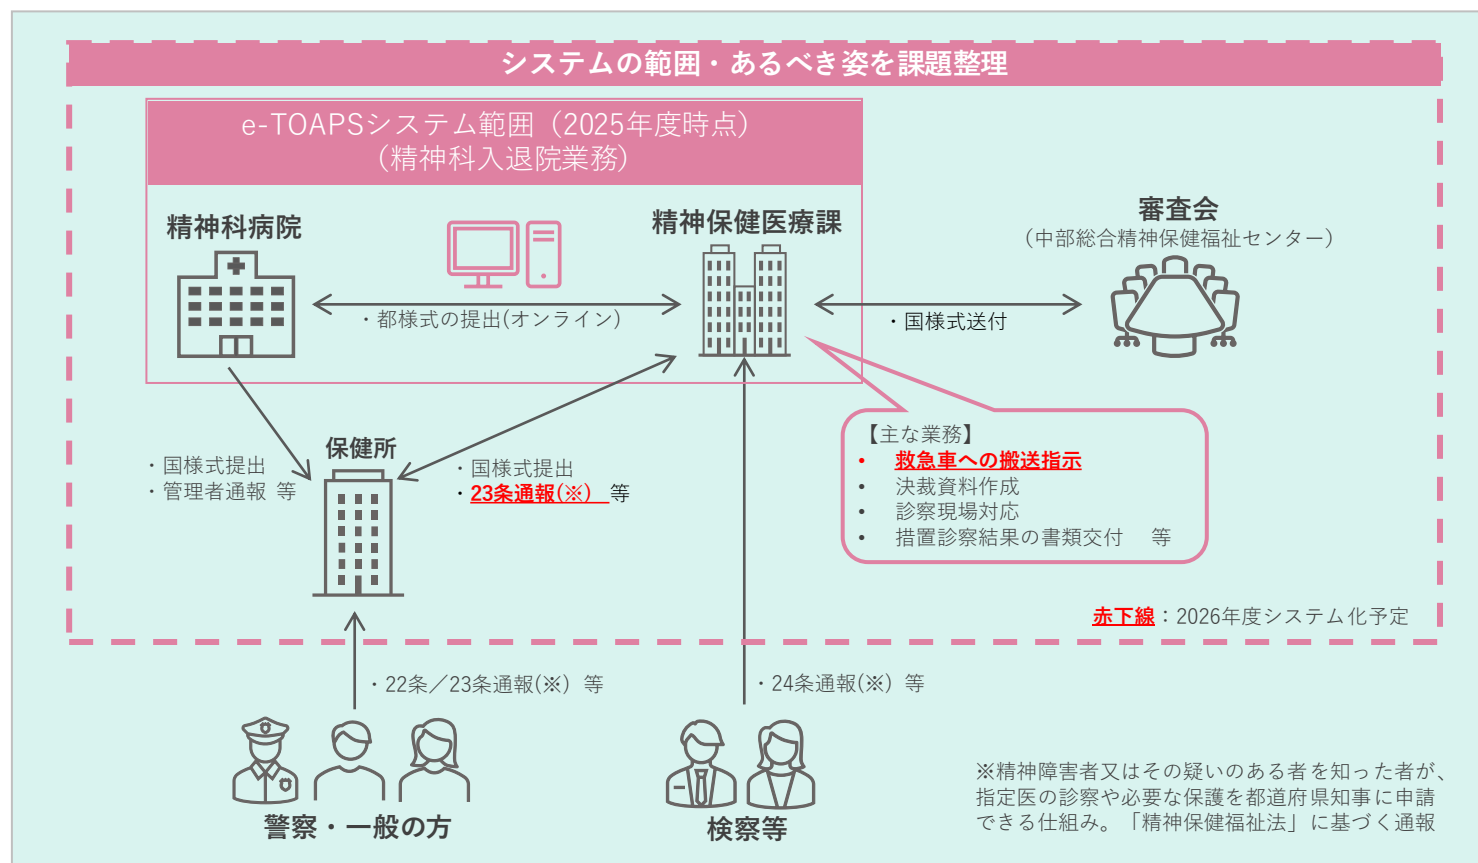 システムの範囲・あるべき姿を課題整理
e-TOAPSシステム範囲（2025年度時点）
（精神科入退院業務）
精神科病院
精神保健医療課
審査会
（中部総合精神保健福祉センター）
・都様式の提出(オンライン)
・国様式送付
・国様式提出
・管理者通報 等
保健所
・国様式提出
・23条通報(※) 等
【主な業務】
• 救急車への搬送指示
• 決裁資料作成
• 診察現場対応
• 措置診察結果の書類交付 等
赤下線：2026年度システム化予定
・22条／23条通報(※) 等
・24条通報(※) 等
警察・一般の方
検察等
※精神障害者又はその疑いのある者を知った者が、
指定医の診察や必要な保護を都道府県知事に申請
できる仕組み。「精神保健福祉法」に基づく通報